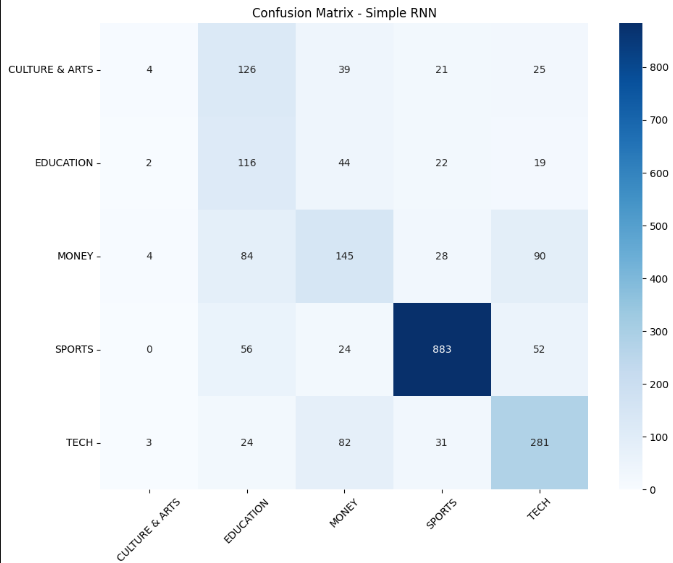 Confusion Matrix - Simple RNN
CULTURE & ARTS 4 126 39 21 25
EDUCATION 2 116 44 22 19
MONEY 4 84 145 28 90
SPORTS 0 56 24 883 52
TECH 3 24 82 31 281
CULTURE & ARTS EDUCATION MONEY SPORTS TECH
800
700
600
500
400
300
200
100
0